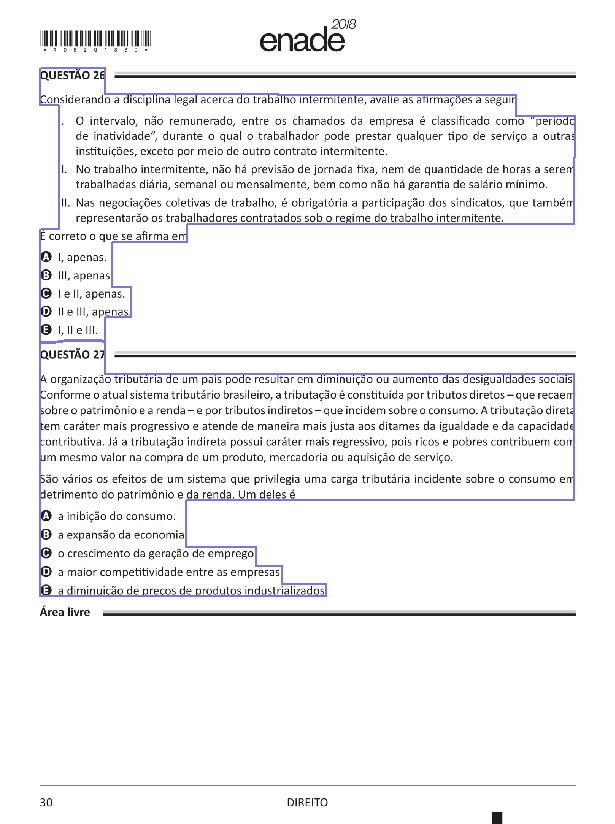 *R0620188 3*
enade 2018
QUESTÃO 26
Considerando a disciplina legal acerca do trabalho intermitente, avalie as afirmações a seguir
I. O intervalo, não remunerado, entre os chamados da empresa é classificado como “período
de inatividade”, durante o qual o trabalhador pode prestar qualquer tipo de serviço a outras
instituições, exceto por meio de outro contrato intermitente.
II. No trabalho intermitente, não há previsão de jornada fixa, nem de quantidade de horas a serem
trabalhadas diária, semanal ou mensalmente, bem como não há garantia de salário mínimo.
III. Nas negociações coletivas de trabalho, é obrigatória a participação dos sindicatos, que também
representarão os trabalhadores contratados sob o regime do trabalho intermitente.
É correto o que se afirma em
A I, apenas.
B III, apenas
C I e II, apenas.
D II e III, apenas
E I, II e III.
QUESTÃO 27
A organização tributária de um país pode resultar em diminuição ou aumento das desigualdades sociais
Conforme o atual sistema tributário brasileiro, a tributação é constituída por tributos diretos – que recaem
sobre o patrimônio e a renda – e por tributos indiretos – que incidem sobre o consumo. A tributação direta
tem caráter mais progressivo e atende de maneira mais justa aos ditames da igualdade e da capacidade
contributiva. Já a tributação indireta possui caráter mais regressivo, pois ricos e pobres contribuem com
um mesmo valor na compra de um produto, mercadoria ou aquisição de serviço.
São vários os efeitos de um sistema que privilegia uma carga tributária incidente sobre o consumo em
detrimento do patrimônio e da renda. Um deles é
A a inibição do consumo.
B a expansão da economia
C o crescimento da geração de emprego
D a maior competitividade entre as empresas
E a diminuição de preços de produtos industrializados
Área livre
30
DIREITO